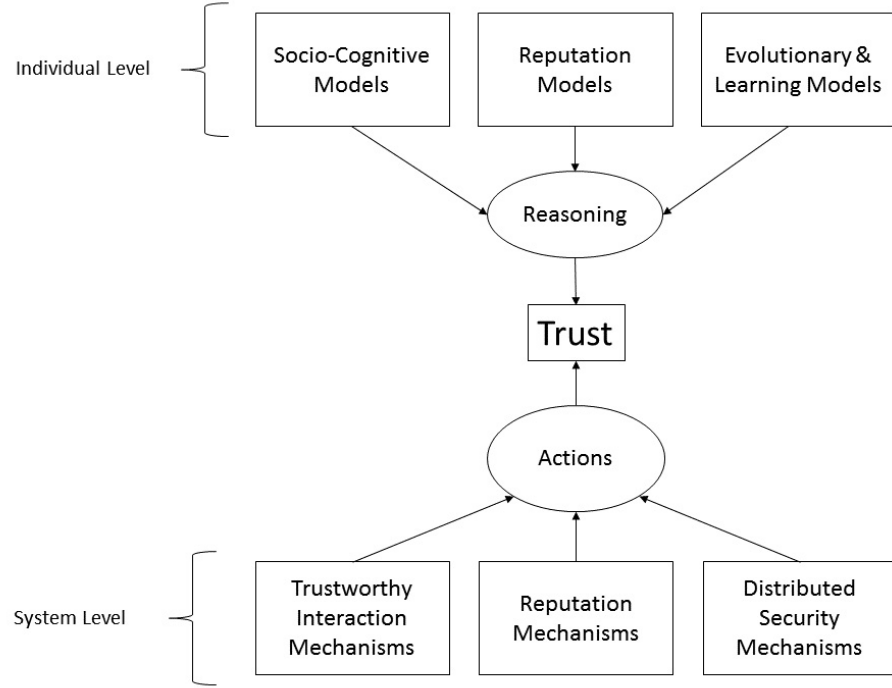 Individual Level
Socio-Cognitive
Models
Reputation
Models
Evolutionary &
Learning Models
Reasoning
Trust
Actions
System Level
Trustworthy
Interaction
Mechanisms
Reputation
Mechanisms
Distributed
Security
Mechanisms